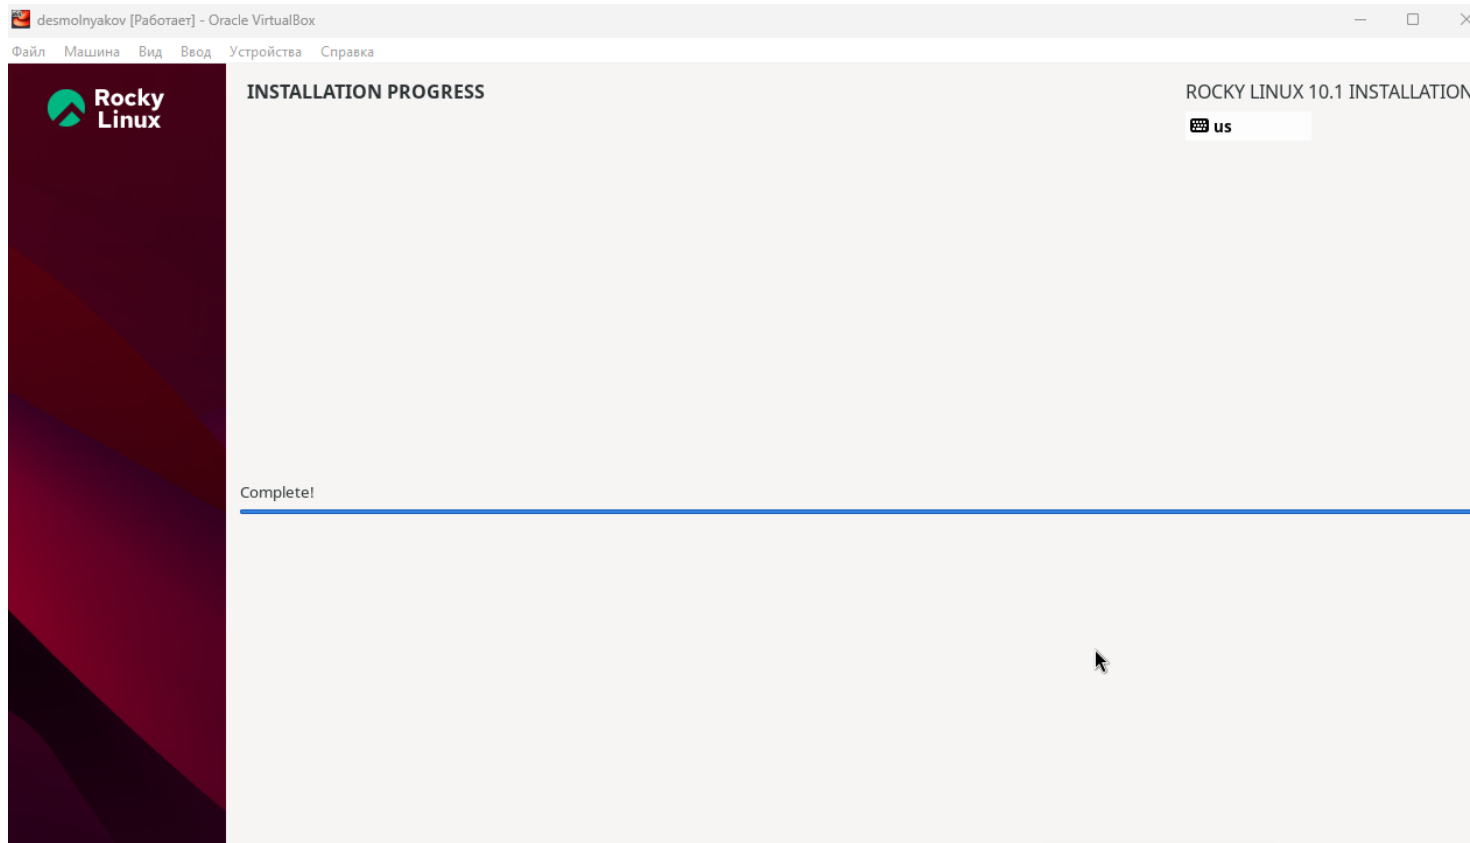 desmolnyakov [Работает] - Oracle VirtualBox
Файл Машина Вид Ввод Устройства Справка
Rocky
Linux
INSTALLATION PROGRESS
ROCKY LINUX 10.1 INSTALLATION
us
Complete!